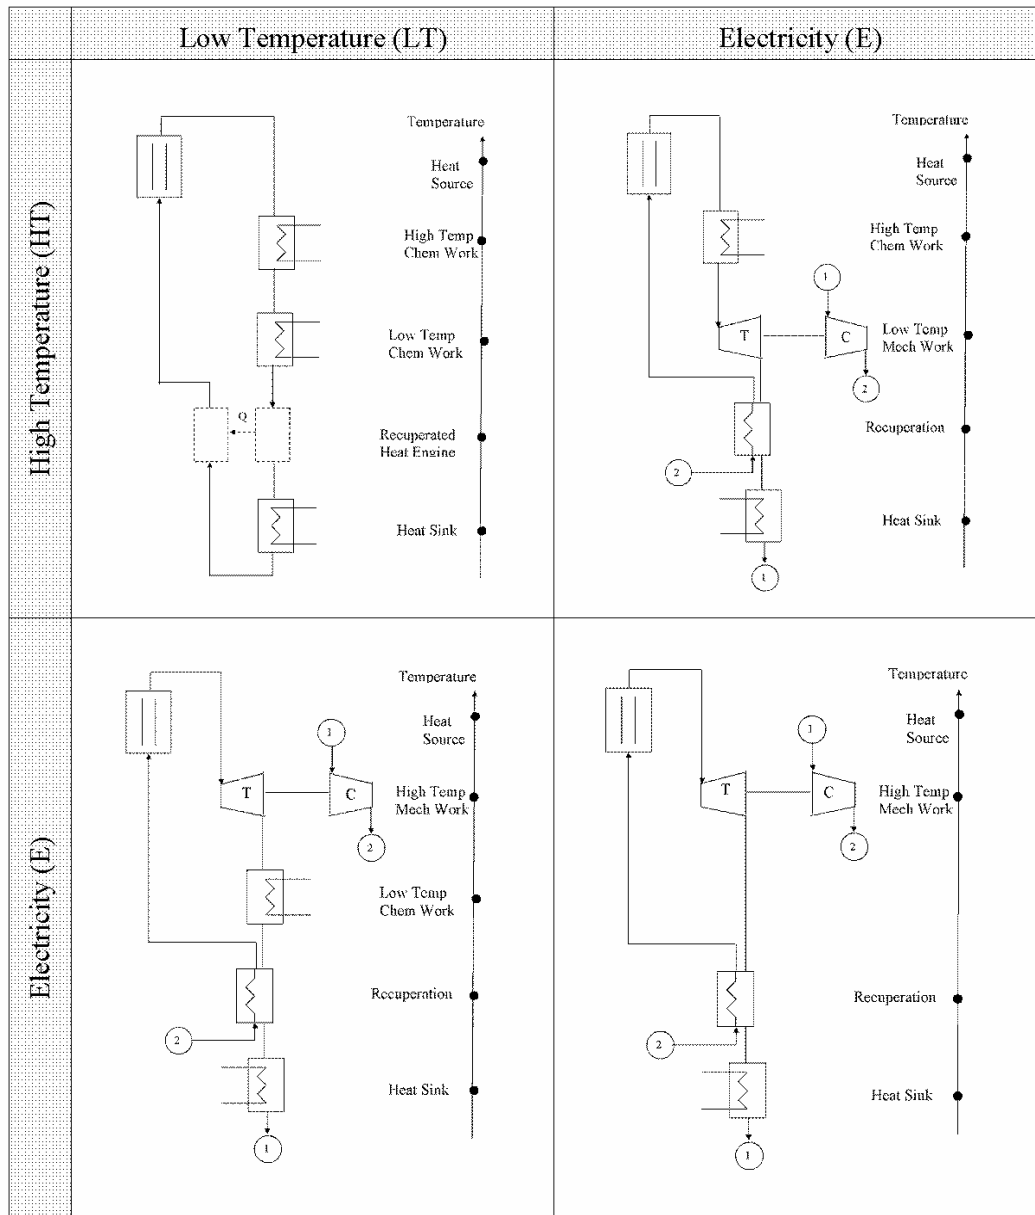 Low Temperature (LT)
Electricity (E)
High Temperature (HT)
Temperature
Heat
Source
High Temp
Chem Work
Low Temp
Chem Work
Q
Recuperated
Heat Engine
Heat Sink
Temperature
Heat
Source
High Temp
Chem Work
1
T
C
Low Temp
Mech Work
2
Recuperation
2
Heat Sink
1
Electricity (E)
Temperature
Heat
Source
1
T
C
High Temp
Mech Work
2
Low Temp
Chem Work
Recuperation
2
Heat Sink
1
Temperature
Heat
Source
1
T
C
High Temp
Mech Work
2
Recuperation
2
Heat Sink
1